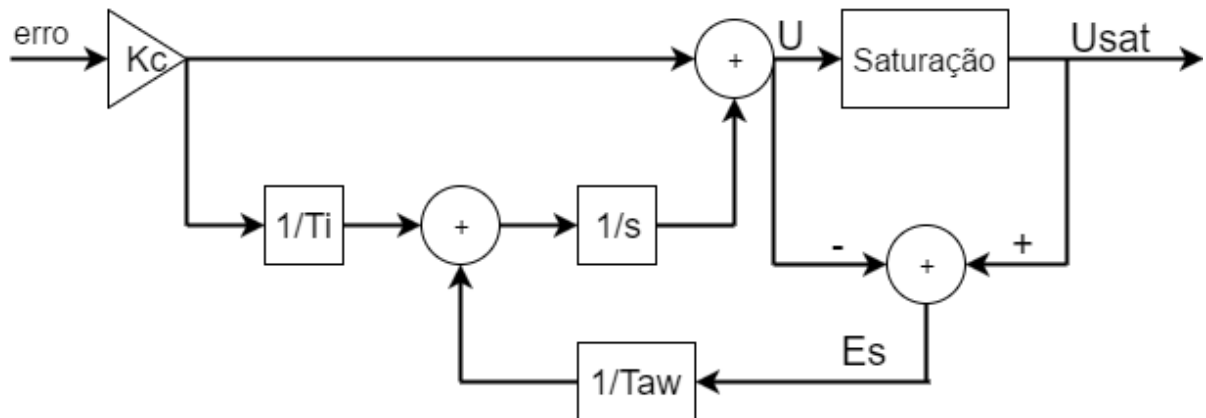 erro
Kc
+
U
Saturação
Usat
1/Ti
+
1/s
-
+
+
Es
1/Taw